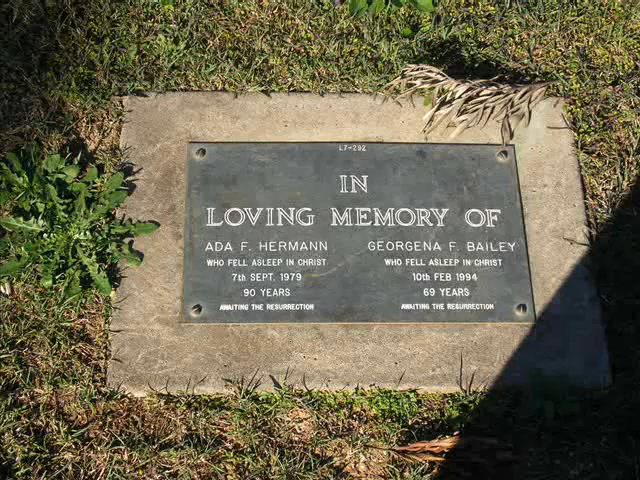 L7-292
IN
LOVING MEMORY OF
ADA F. HERMANN
WHO FELL ASLEEP IN CHRIST
7th SEPT. 1979
90 YEARS
AWAITING THE RESURRECTION
GEORGENA F. BAILEY
WHO FELL ASLEEP IN CHRIST
10th FEB 1994
69 YEARS
AWAITING THE RESURRECTION